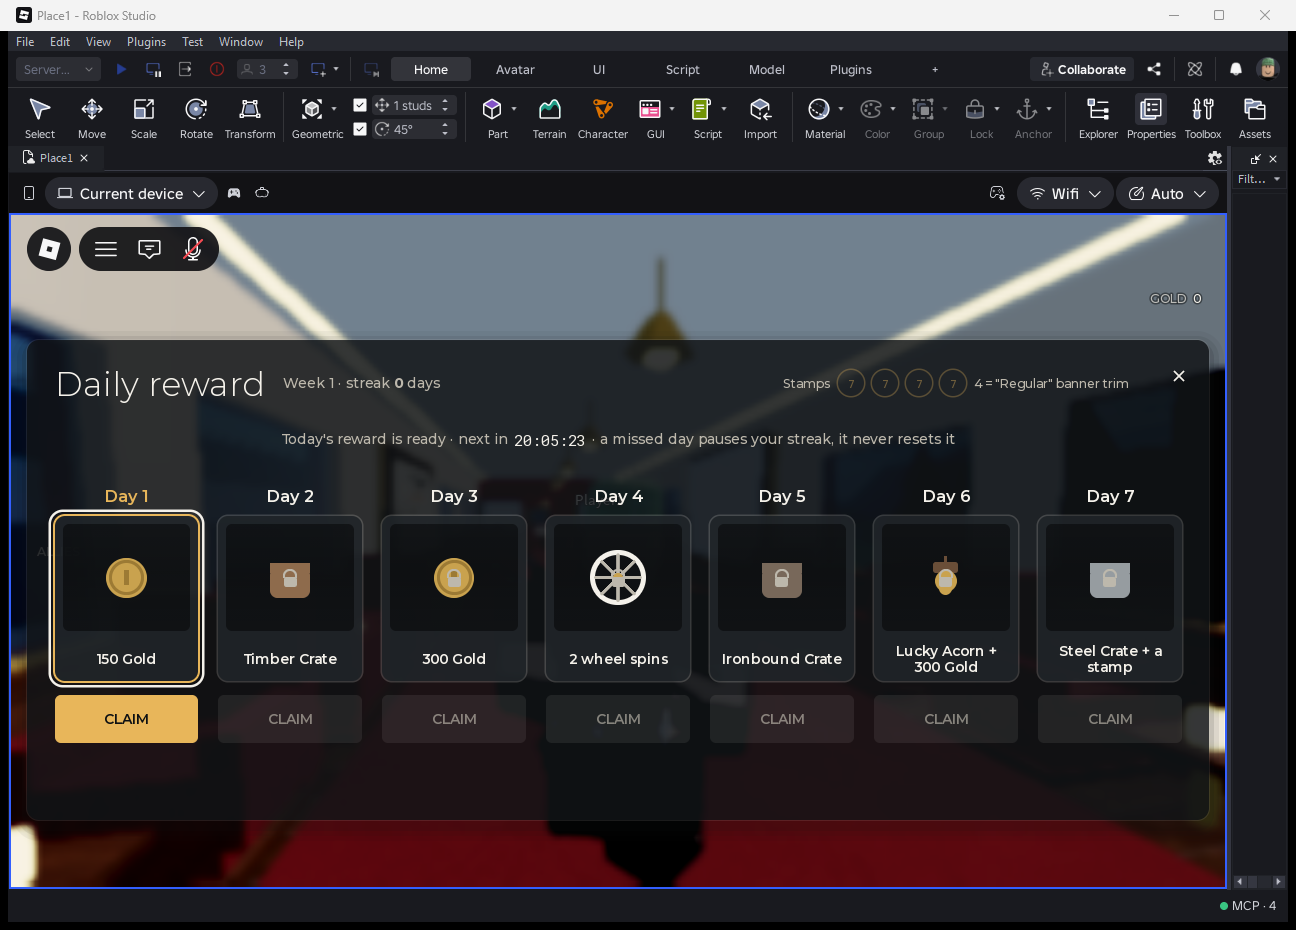 Place1 - Roblox Studio
File Edit View Plugins Test Window Help
Server... 3 Home Avatar UI Script Model Plugins + Collaborate
1 studs
45°
Select Move Scale Rotate Transform Geometric Part Terrain Character GUI Script Import Material Color Group Lock Anchor Explorer Properties Toolbox Assets
Place1
Filt...
Current device Wifi Auto
GOLD 0
Daily reward Week 1 · streak 0 days Stamps 7 7 7 7 4 = "Regular" banner trim
Today's reward is ready · next in 20:05:23 · a missed day pauses your streak, it never resets it
Day 1 Day 2 Day 3 Day 4 Day 5 Day 6 Day 7
150 Gold Timber Crate 300 Gold 2 wheel spins Ironbound Crate Lucky Acorn + 300 Gold Steel Crate + a stamp
CLAIM CLAIM CLAIM CLAIM CLAIM CLAIM CLAIM
MCP · 4